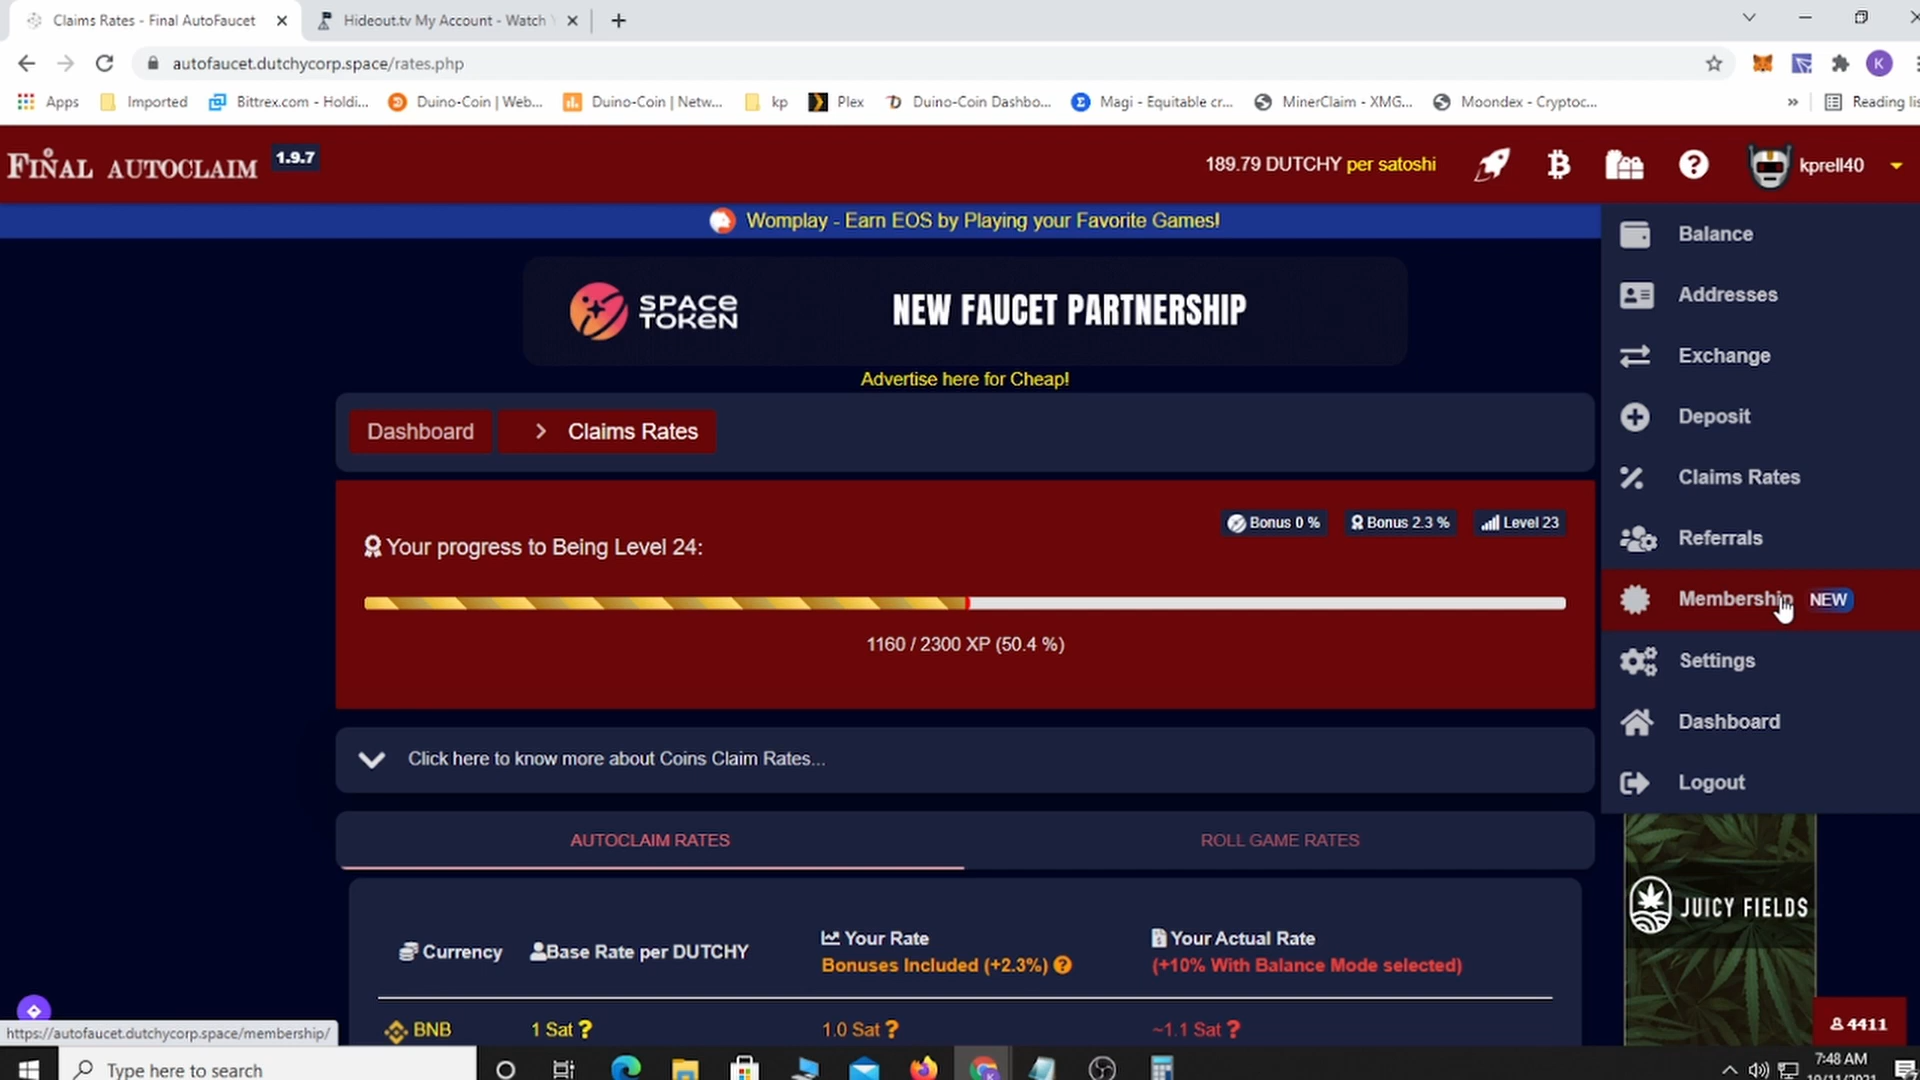 Claims Rates - Final AutoFaucet
Hideout.tv My Account - Watch
autofaucet.dutchycorp.space/rates.php
K
Apps
Imported
Bittrex.com - Holdi...
Duino-Coin | Web...
Duino-Coin | Netw...
kp
Plex
Duino-Coin Dashbo...
Magi - Equitable cr...
MinerClaim - XMG...
Moondex - Cryptoc...
»
Reading lis
FINAL AUTOCLAIM 1.9.7
189.79 DUTCHY per satoshi
kprell40
Womplay - Earn EOS by Playing your Favorite Games!
SPACE TOKEN
NEW FAUCET PARTNERSHIP
Advertise here for Cheap!
Dashboard
Claims Rates
Balance
Addresses
Exchange
Deposit
Claims Rates
Referrals
Membership NEW
Settings
Dashboard
Logout
Bonus 0 %
Bonus 2.3 %
Level 23
Your progress to Being Level 24:
1160 / 2300 XP (50.4 %)
Click here to know more about Coins Claim Rates...
AUTOCLAIM RATES
ROLL GAME RATES
Currency
Base Rate per DUTCHY
Your Rate
Bonuses Included (+2.3%)
Your Actual Rate
(+10% With Balance Mode selected)
BNB
1 Sat ?
1.0 Sat ?
~1.1 Sat ?
JUICY FIELDS
4411
https://autofaucet.dutchycorp.space/membership/
Type here to search
7:48 AM
10/11/2021